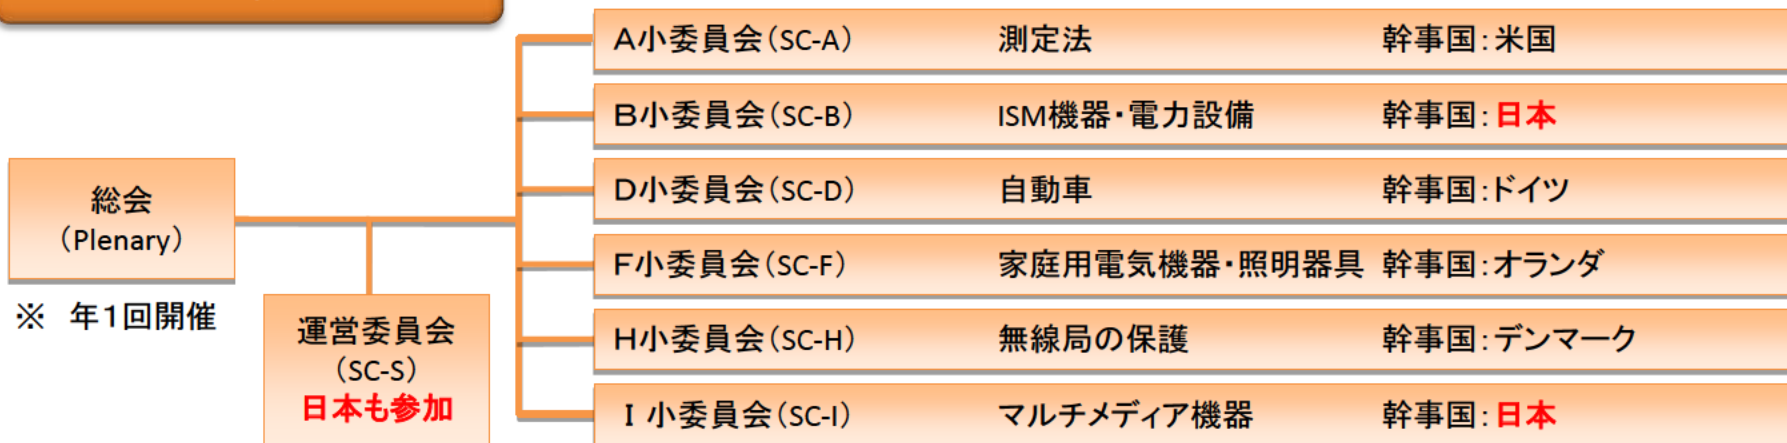 A小委員会(SC-A) 測定法 幹事国:米国
B小委員会(SC-B) ISM機器・電力設備 幹事国:日本
D小委員会(SC-D) 自動車 幹事国:ドイツ
F小委員会(SC-F) 家庭用電気機器・照明器具 幹事国:オランダ
H小委員会(SC-H) 無線局の保護 幹事国:デンマーク
I小委員会(SC-I) マルチメディア機器 幹事国:日本
総会
(Plenary)
※ 年1回開催
運営委員会
(SC-S)
日本も参加